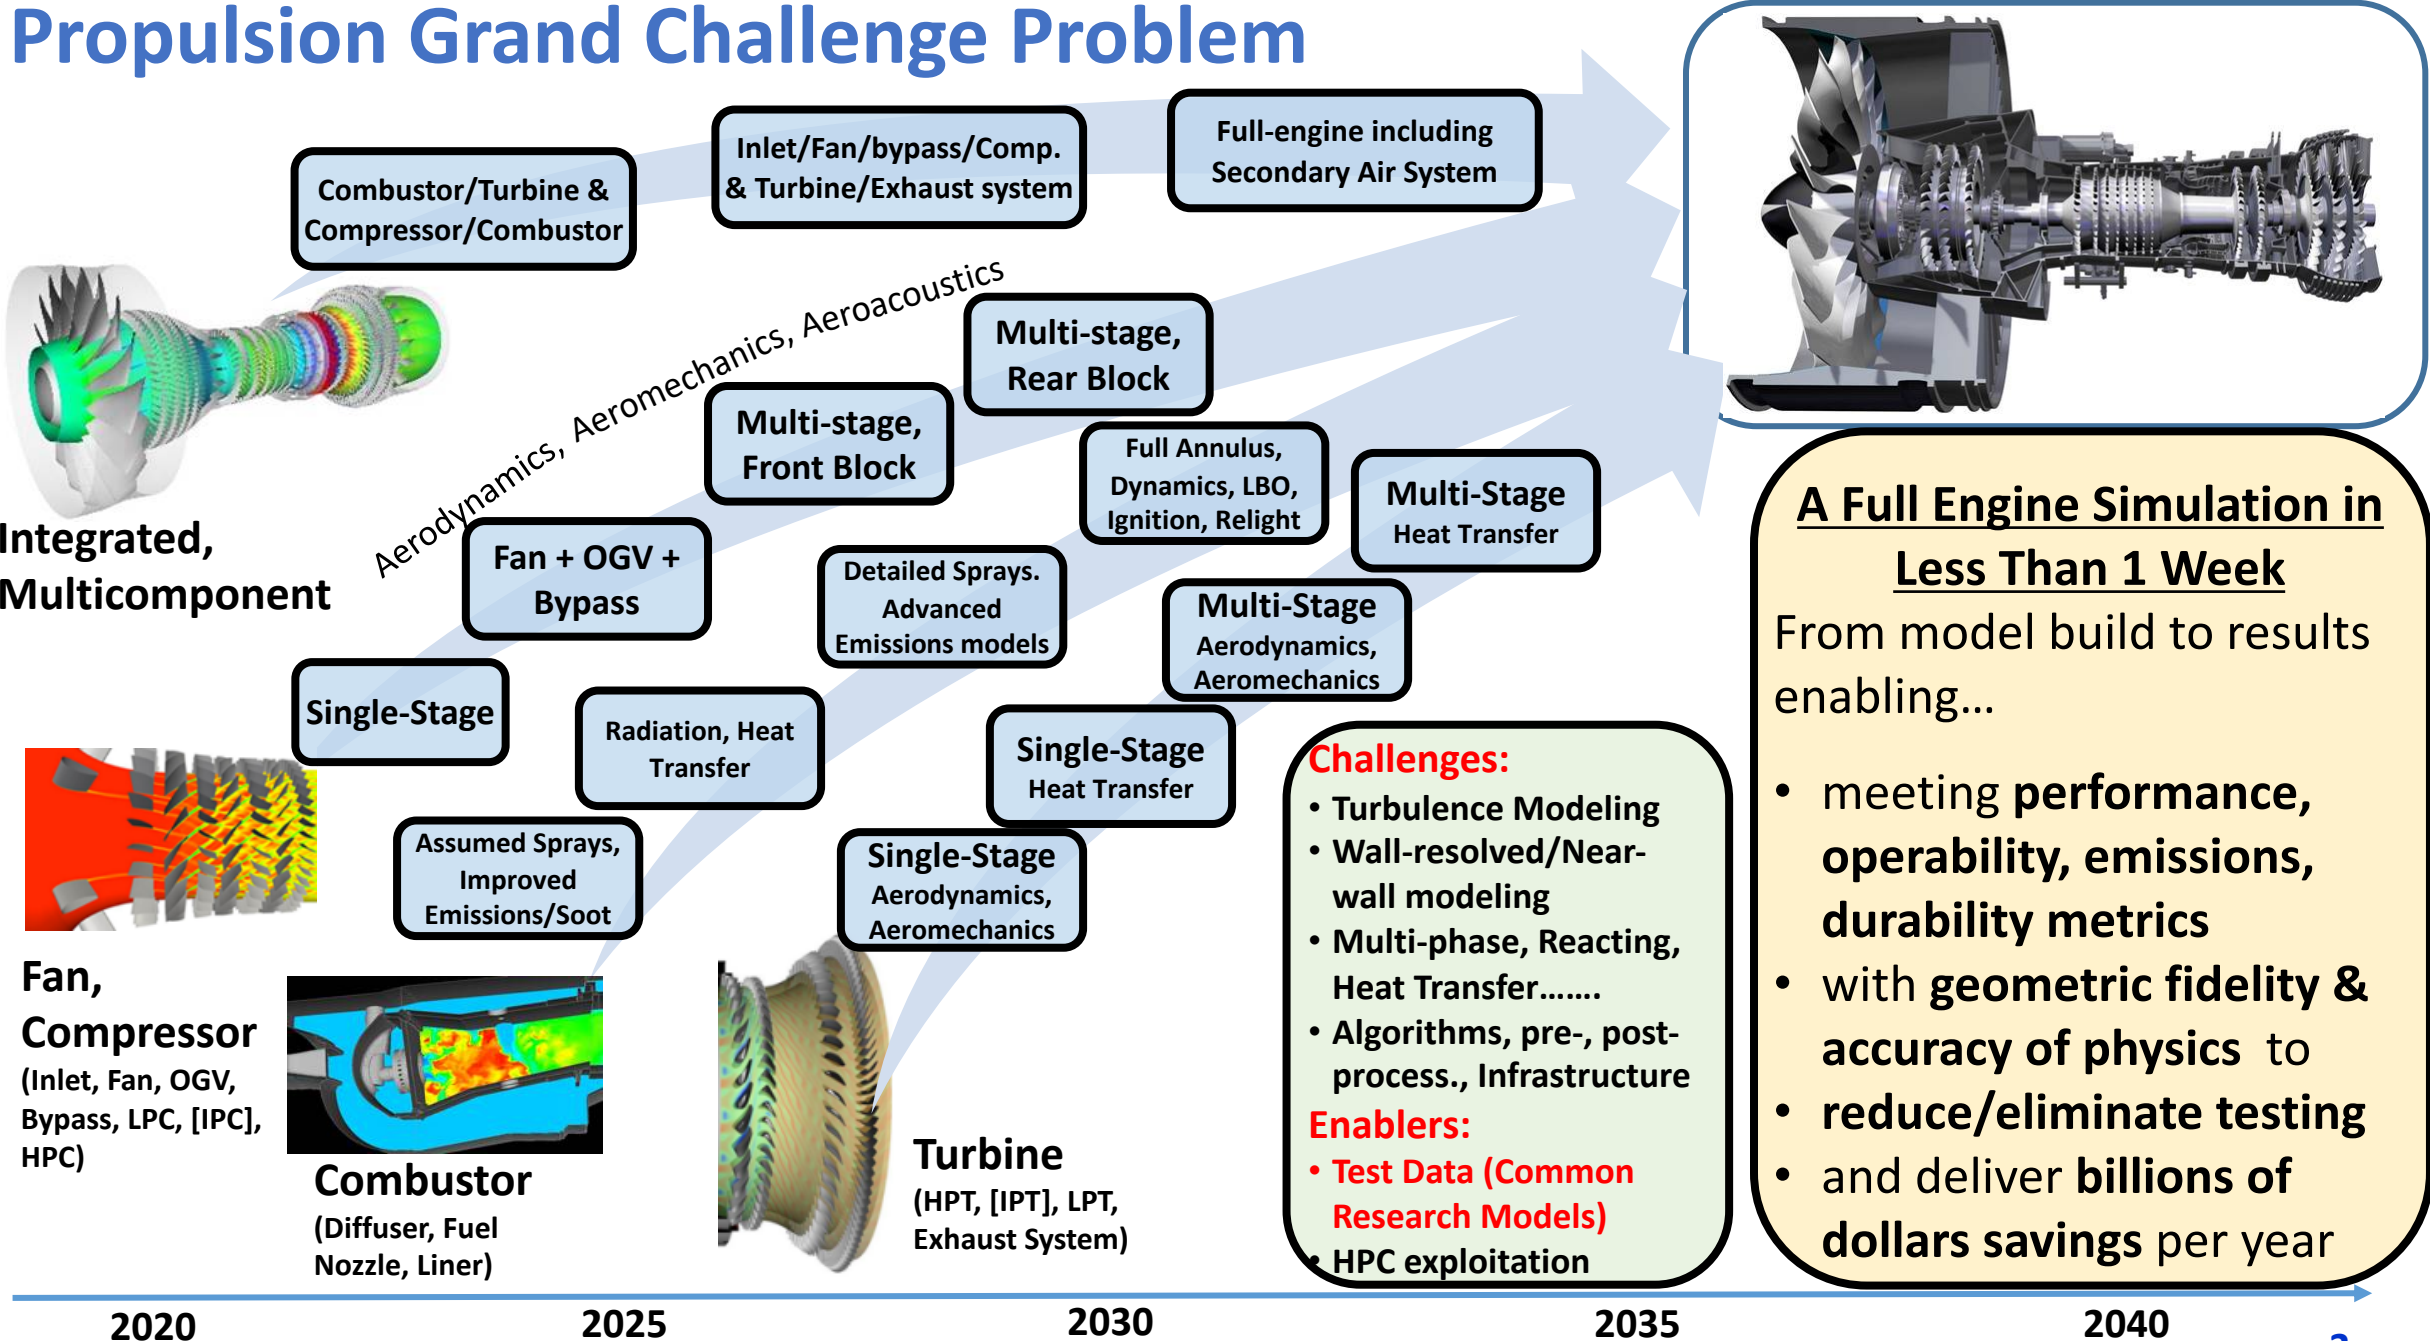 Propulsion Grand Challenge Problem
Combustor/Turbine &
Compressor/Combustor
Inlet/Fan/bypass/Comp.
& Turbine/Exhaust system
Full-engine including
Secondary Air System
Integrated,
Multicomponent
Aerodynamics, Aeromechanics, Aeroacoustics
Single-Stage
Fan + OGV +
Bypass
Multi-stage,
Front Block
Multi-stage,
Rear Block
Fan,
Compressor
(Inlet, Fan, OGV,
Bypass, LPC, [IPC],
HPC)
Assumed Sprays,
Improved
Emissions/Soot
Radiation, Heat
Transfer
Detailed Sprays.
Advanced
Emissions models
Full Annulus,
Dynamics, LBO,
Ignition, Relight
Combustor
(Diffuser, Fuel
Nozzle, Liner)
Single-Stage
Aerodynamics,
Aeromechanics
Single-Stage
Heat Transfer
Multi-Stage
Aerodynamics,
Aeromechanics
Multi-Stage
Heat Transfer
Turbine
(HPT, [IPT], LPT,
Exhaust System)
Challenges:
• Turbulence Modeling
• Wall-resolved/Near-
wall modeling
• Multi-phase, Reacting,
Heat Transfer.......
• Algorithms, pre-, post-
process., Infrastructure
Enablers:
• Test Data (Common
Research Models)
• HPC exploitation
A Full Engine Simulation in
Less Than 1 Week
From model build to results
enabling...
• meeting performance,
operability, emissions,
durability metrics
• with geometric fidelity &
accuracy of physics to
• reduce/eliminate testing
• and deliver billions of
dollars savings per year
2020
2025
2030
2035
2040